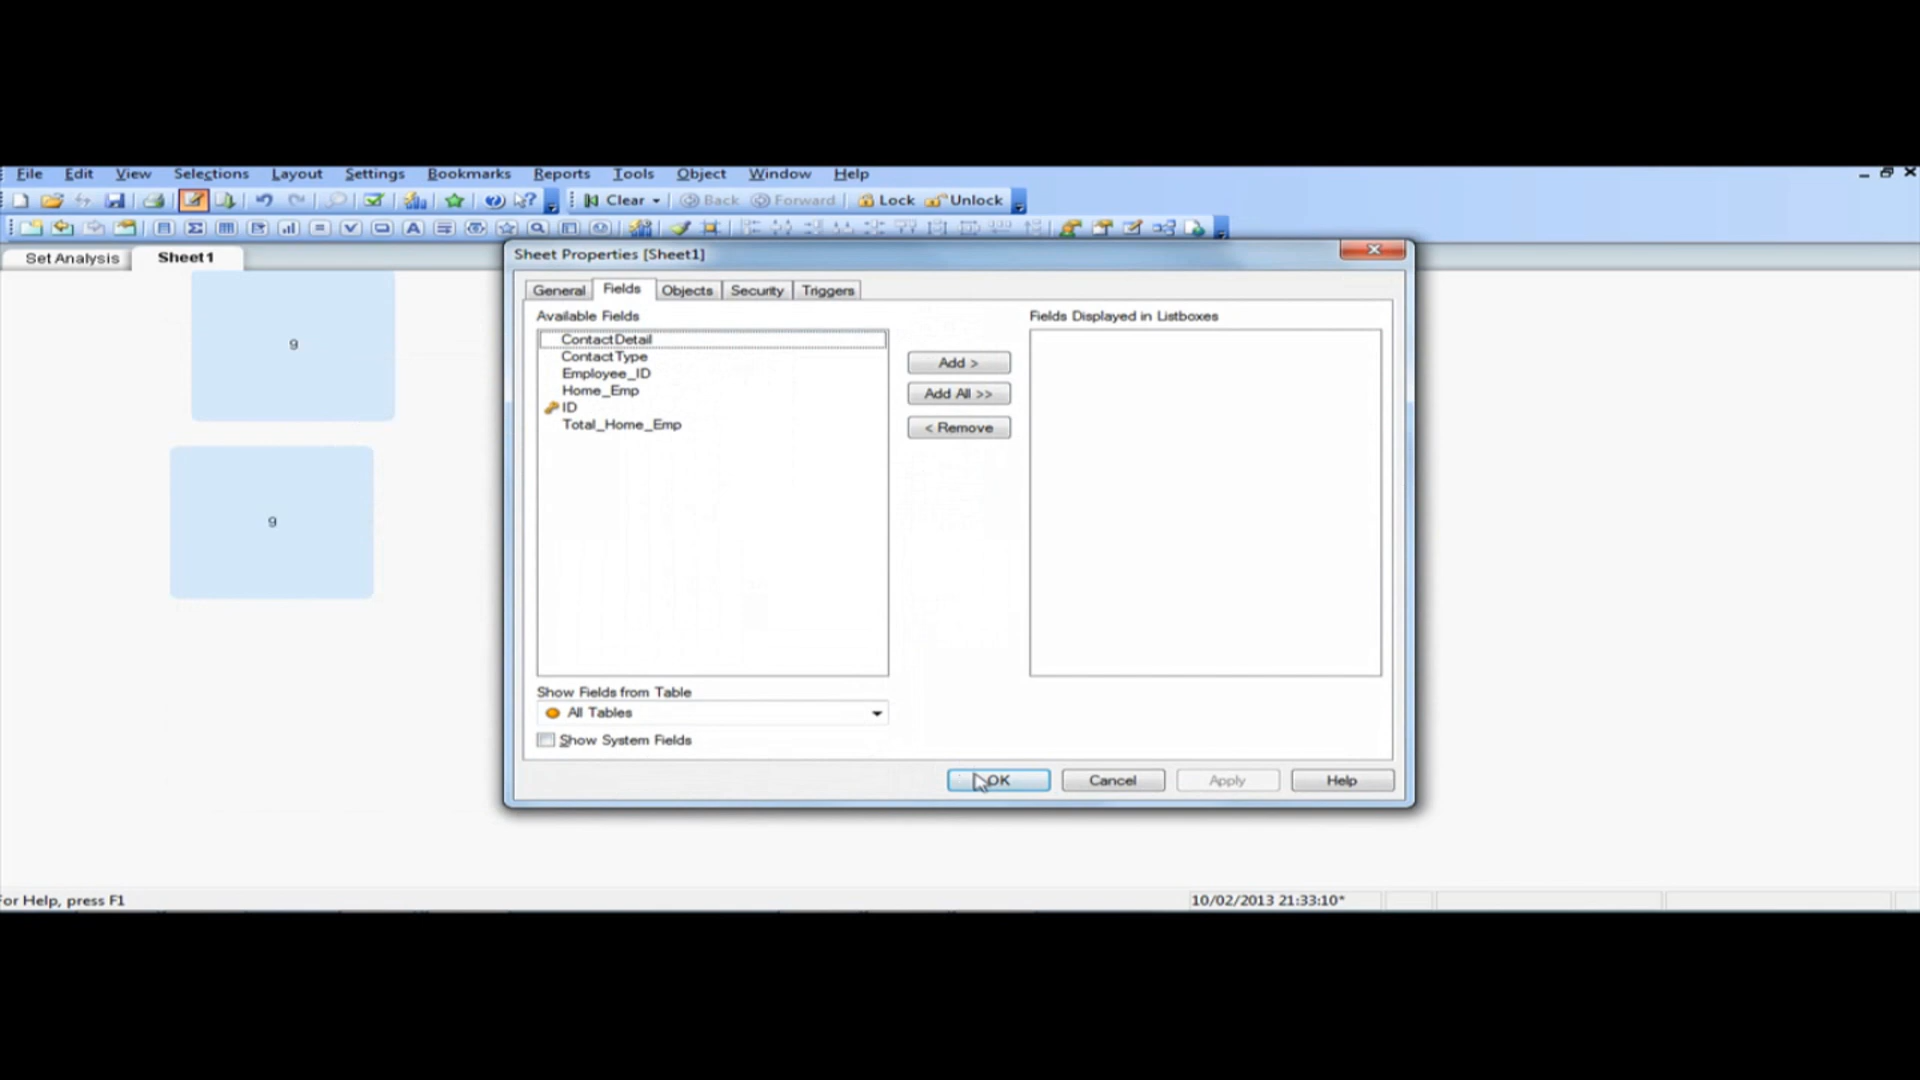 File Edit View Selections Layout Settings Bookmarks Reports Tools Object Window Help
Clear Back Forward Lock Unlock
Set Analysis Sheet1
Sheet Properties [Sheet1]
General Fields Objects Security Triggers
Available Fields Fields Displayed in Listboxes
ContactDetail
ContactType
Employee_ID
Home_Emp
ID
Total_Home_Emp
Add >
Add All >>
< Remove
9
9
Show Fields from Table
All Tables
Show System Fields
OK Cancel Apply Help
For Help, press F1 10/02/2013 21:33:10*